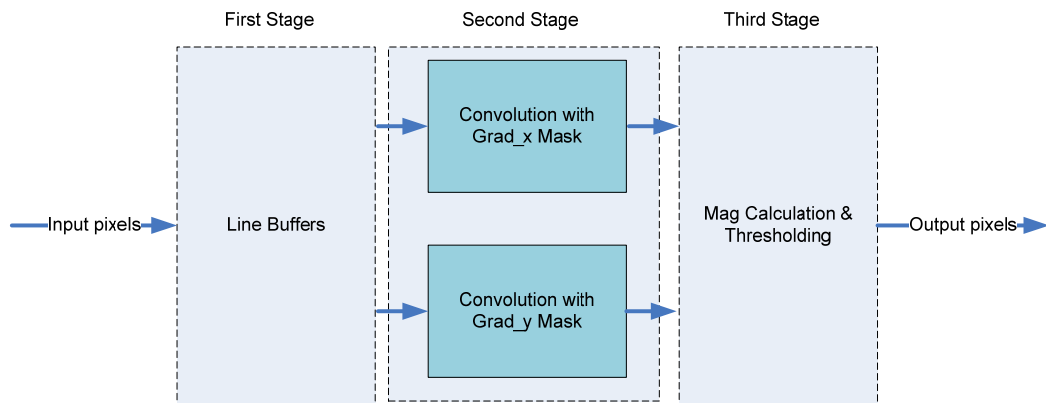 First Stage
Second Stage
Third Stage
Input pixels
Line Buffers
Convolution with
Grad_x Mask
Convolution with
Grad_y Mask
Mag Calculation &
Thresholding
Output pixels